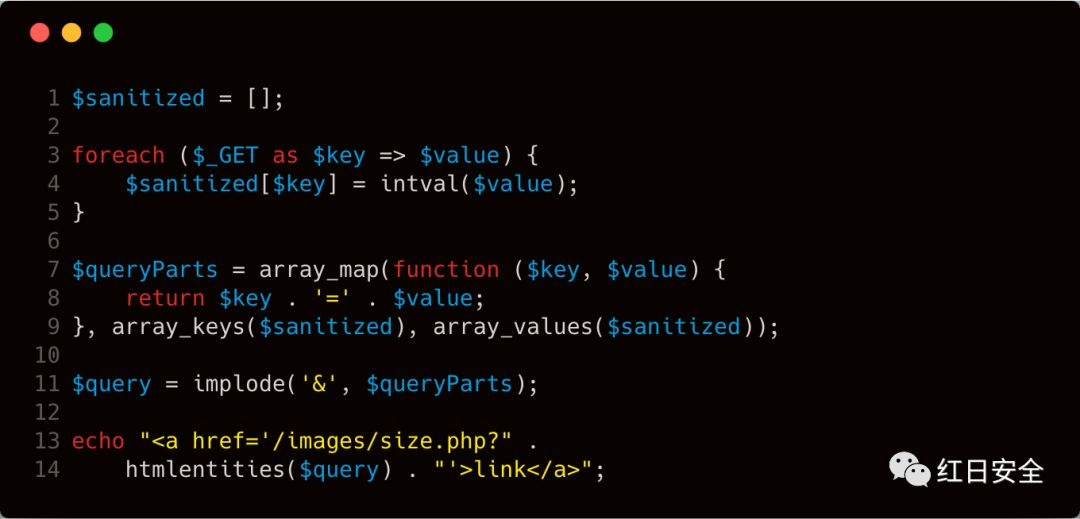 1 $sanitized = [];
2
3 foreach ($_GET as $key => $value) {
4     $sanitized[$key] = intval($value);
5 }
6
7 $queryParts = array_map(function ($key, $value) {
8     return $key . '=' . $value;
9 }, array_keys($sanitized), array_values($sanitized));
10
11 $query = implode('&', $queryParts);
12
13 echo "<a href='/images/size.php?" .
14     htmlentities($query) . "'>link</a>";
红日安全